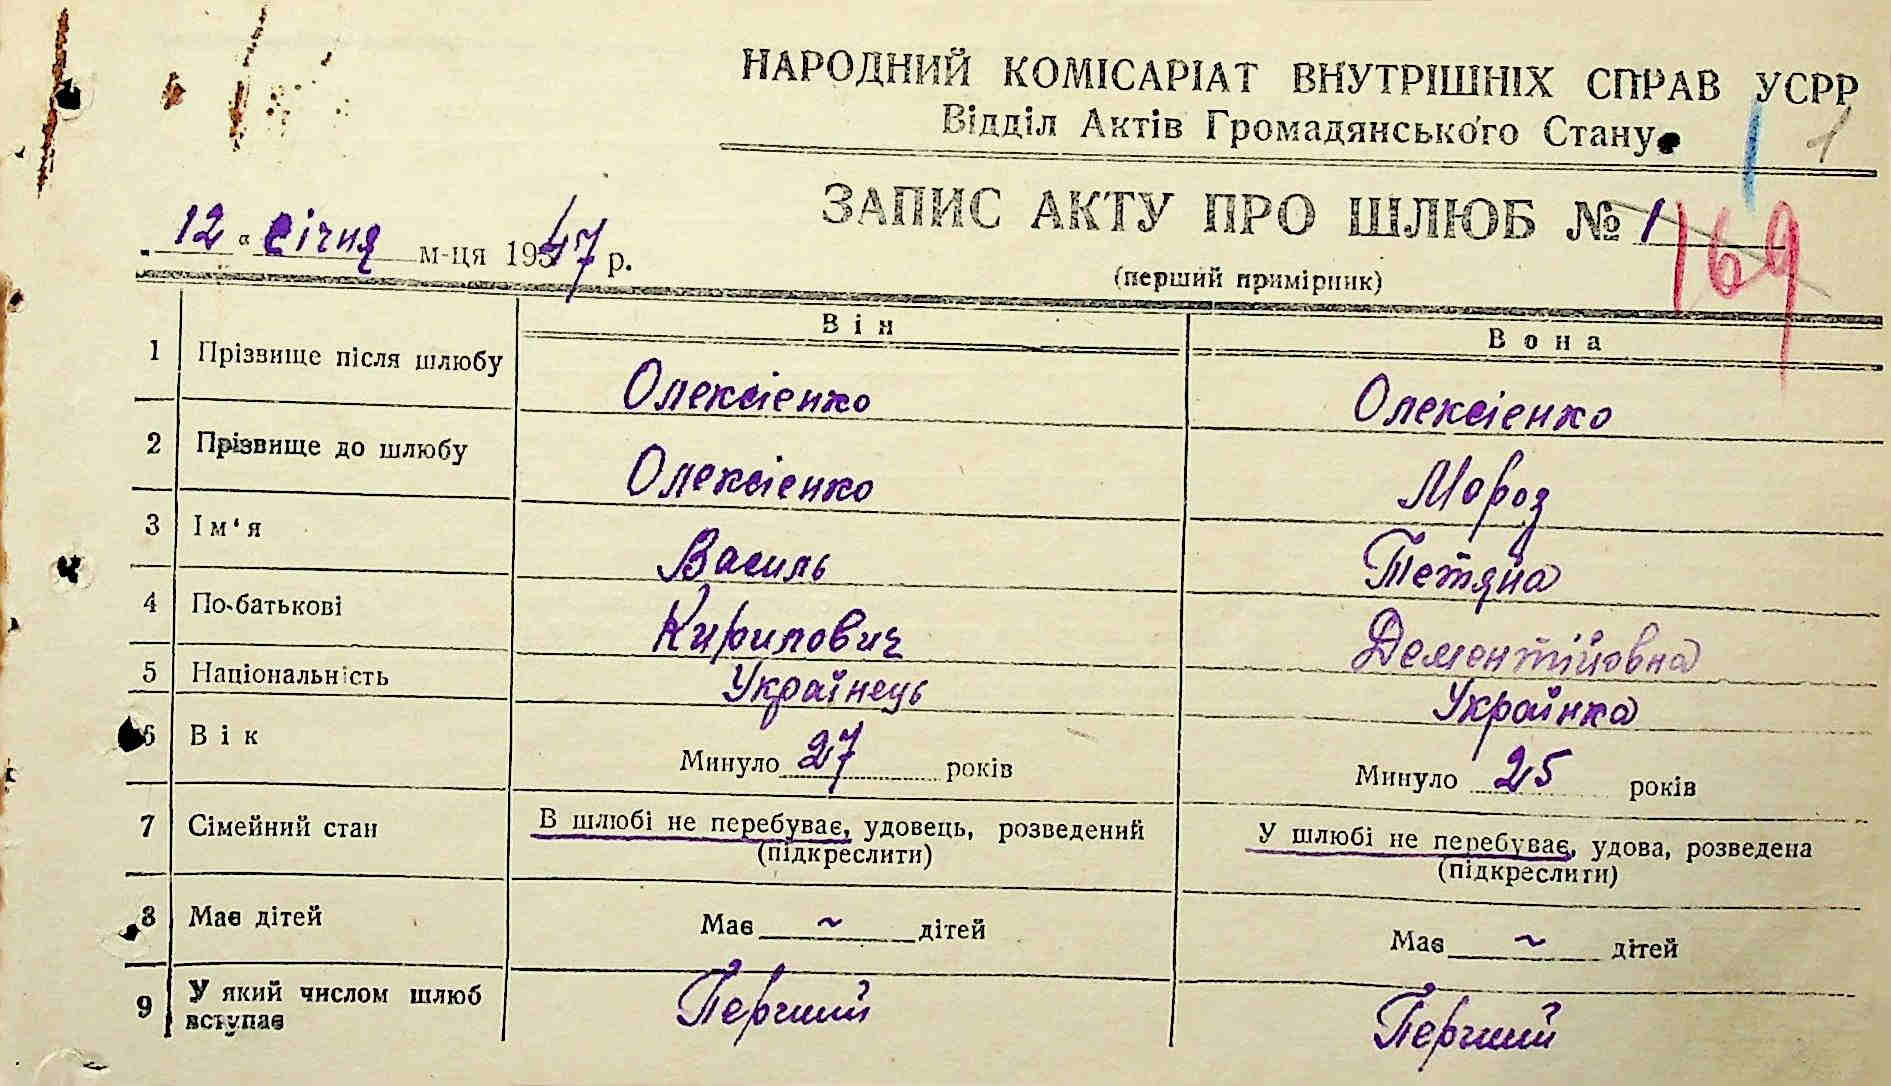 НАРОДНИЙ КОМІСАРІАТ ВНУТРІШНІХ СПРАВ УСРР
Відділ Актів Громадянського Стану
1
ЗАПИС АКТУ ПРО ШЛЮБ № 1
169
12 " січня м-ця 1947 р.
(перший примірник)
Він Вона
1 Прізвище після шлюбу Олексієнко Олексієнко
2 Прізвище до шлюбу Олексієнко Мороз
3 Ім'я Василь Тетяна
4 По-батькові Кирилович Дементійовна
5 Національність Українець Українка
6 Вік Минуло 27 років Минуло 25 років
7 Сімейний стан В шлюбі не перебуває, удовець, розведений У шлюбі не перебуває, удова, розведена
(підкреслити) (підкреслити)
8 Має дітей Має ~ дітей Має ~ дітей
9 У який числом шлюб Перший Перший
вступає